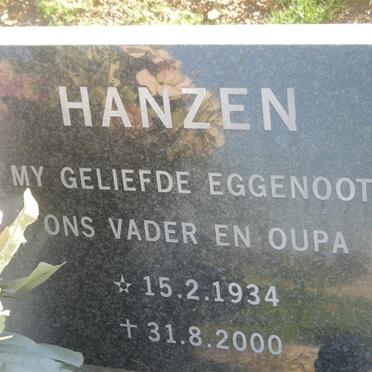 HANZEN
MY GELIEFDE EGGENOOT
ONS VADER EN OUPA
☆ 15.2.1934
✝ 31.8.2000